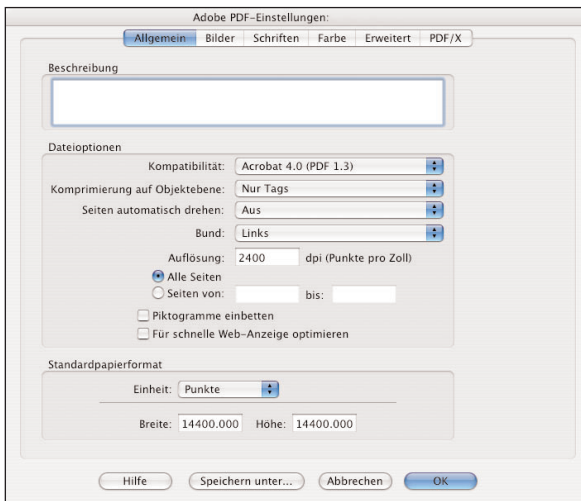 Adobe PDF-Einstellungen:
Allgemein Bilder Schriften Farbe Erweitert PDF/X
Beschreibung
Dateioptionen
Kompatibilität: Acrobat 4.0 (PDF 1.3)
Komprimierung auf Objektebene: Nur Tags
Seiten automatisch drehen: Aus
Bund: Links
Auflösung: 2400 dpi (Punkte pro Zoll)
Alle Seiten
Seiten von: bis:
Piktogramme einbetten
Für schnelle Web-Anzeige optimieren
Standardpapierformat
Einheit: Punkte
Breite: 14400.000 Höhe: 14400.000
Hilfe Speichern unter... Abbrechen OK